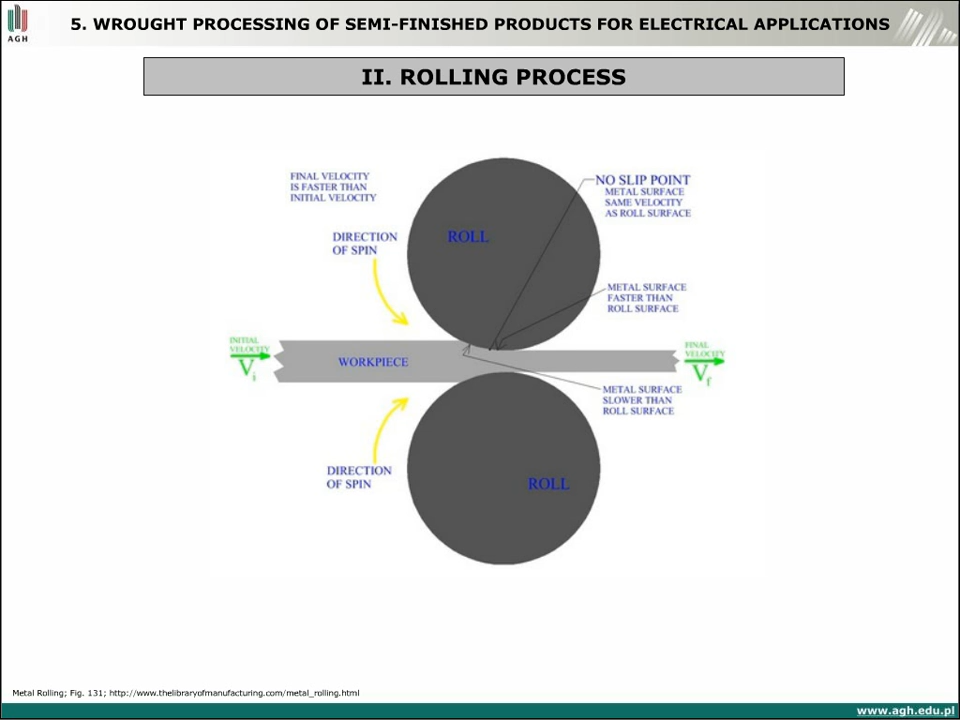 AGH
5. WROUGHT PROCESSING OF SEMI-FINISHED PRODUCTS FOR ELECTRICAL APPLICATIONS
II. ROLLING PROCESS
FINAL VELOCITY
IS FASTER THAN
INITIAL VELOCITY
NO SLIP POINT
METAL SURFACE
SAME VELOCITY
AS ROLL SURFACE
DIRECTION
OF SPIN
ROLL
METAL SURFACE
FASTER THAN
ROLL SURFACE
INITIAL
VELOCITY
Vi
WORKPIECE
FINAL
VELOCITY
Vf
METAL SURFACE
SLOWER THAN
ROLL SURFACE
DIRECTION
OF SPIN
ROLL
Metal Rolling; Fig. 131; http://www.thelibraryofmanufacturing.com/metal_rolling.html
www.agh.edu.pl